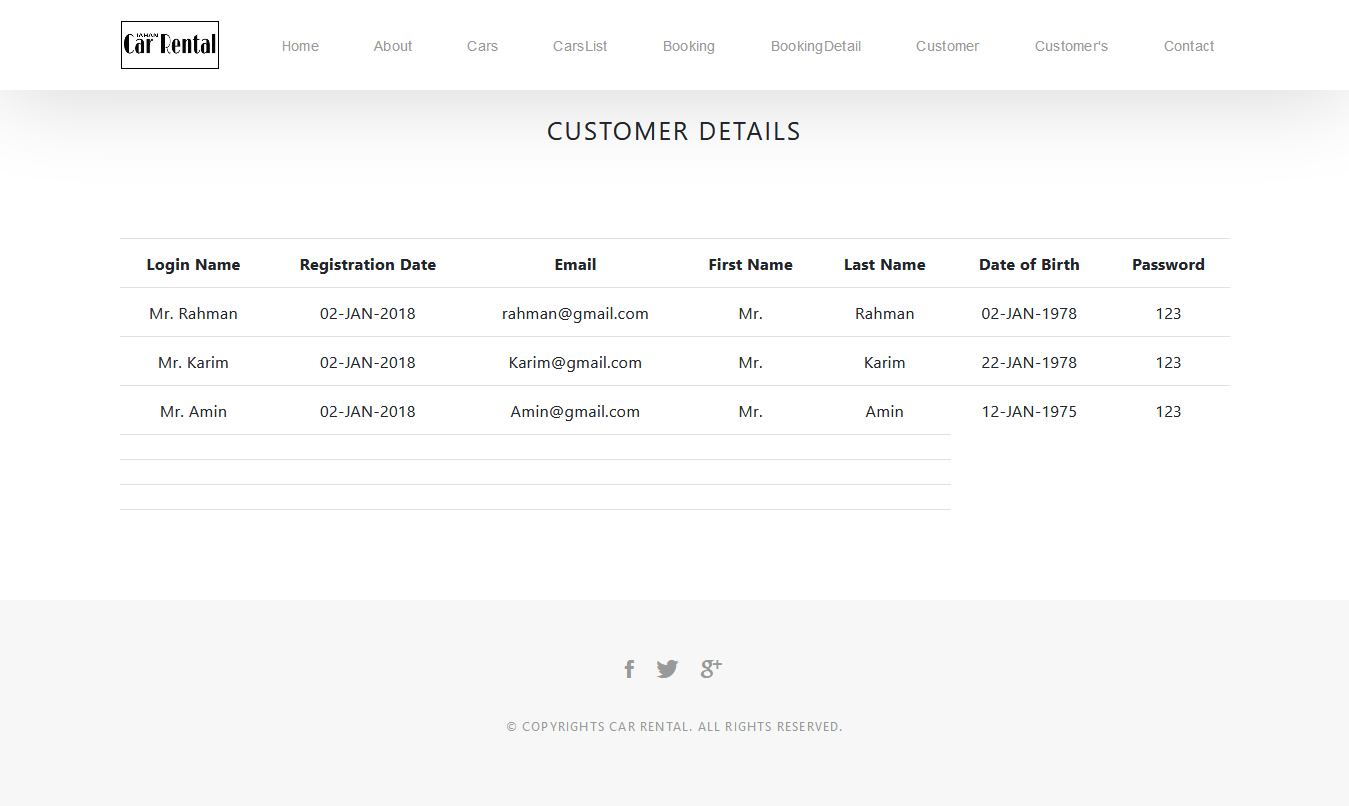 JAHAN
Car Rental
Home About Cars CarsList Booking BookingDetail Customer Customer's Contact
CUSTOMER DETAILS
Login Name Registration Date Email First Name Last Name Date of Birth Password
Mr. Rahman 02-JAN-2018 rahman@gmail.com Mr. Rahman 02-JAN-1978 123
Mr. Karim 02-JAN-2018 Karim@gmail.com Mr. Karim 22-JAN-1978 123
Mr. Amin 02-JAN-2018 Amin@gmail.com Mr. Amin 12-JAN-1975 123
© COPYRIGHTS CAR RENTAL. ALL RIGHTS RESERVED.